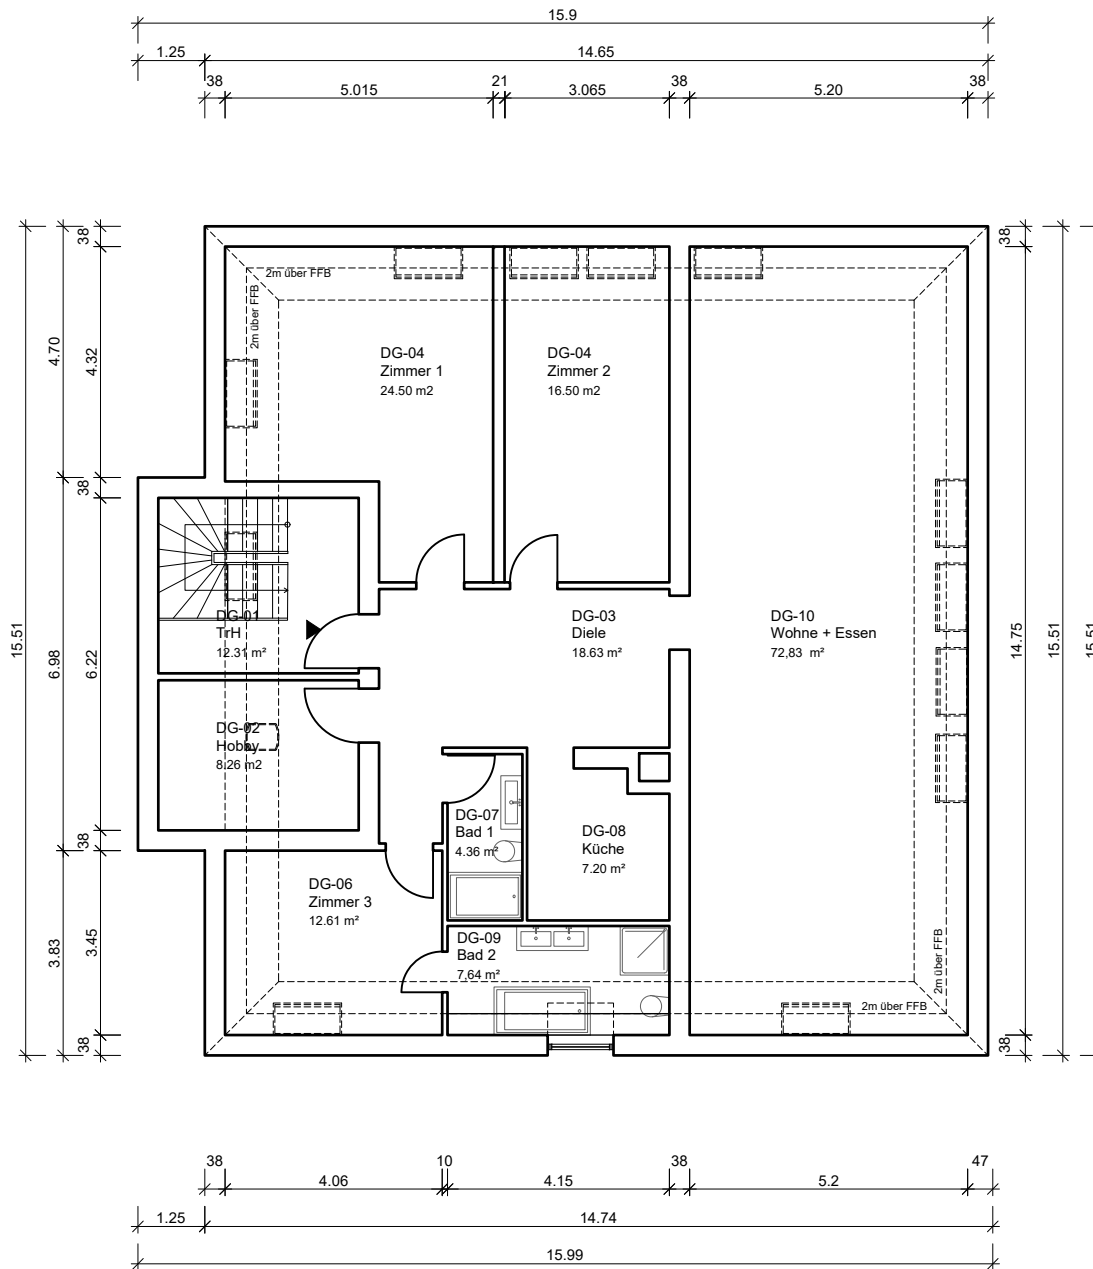 15.9
1.25
14.65
38
5.015
21
3.065
38
5.20
38
38
38
2m über FFB
2m über FFB
4.70
4.32
DG-04
Zimmer 1
24.50 m2
DG-04
Zimmer 2
16.50 m2
38
DG-01
TrH
12.31 m²
DG-03
Diele
18.63 m²
DG-10
Wohne + Essen
72,83 m²
15.51
6.98
6.22
14.75
15.51
15.51
DG-02
Hobby
8.26 m2
38
DG-07
Bad 1
4.36 m²
DG-08
Küche
7.20 m²
DG-06
Zimmer 3
12.61 m²
3.83
3.45
DG-09
Bad 2
7,64 m²
2m über FFB
2m über FFB
38
38
38
4.06
10
4.15
38
5.2
47
1.25
14.74
15.99